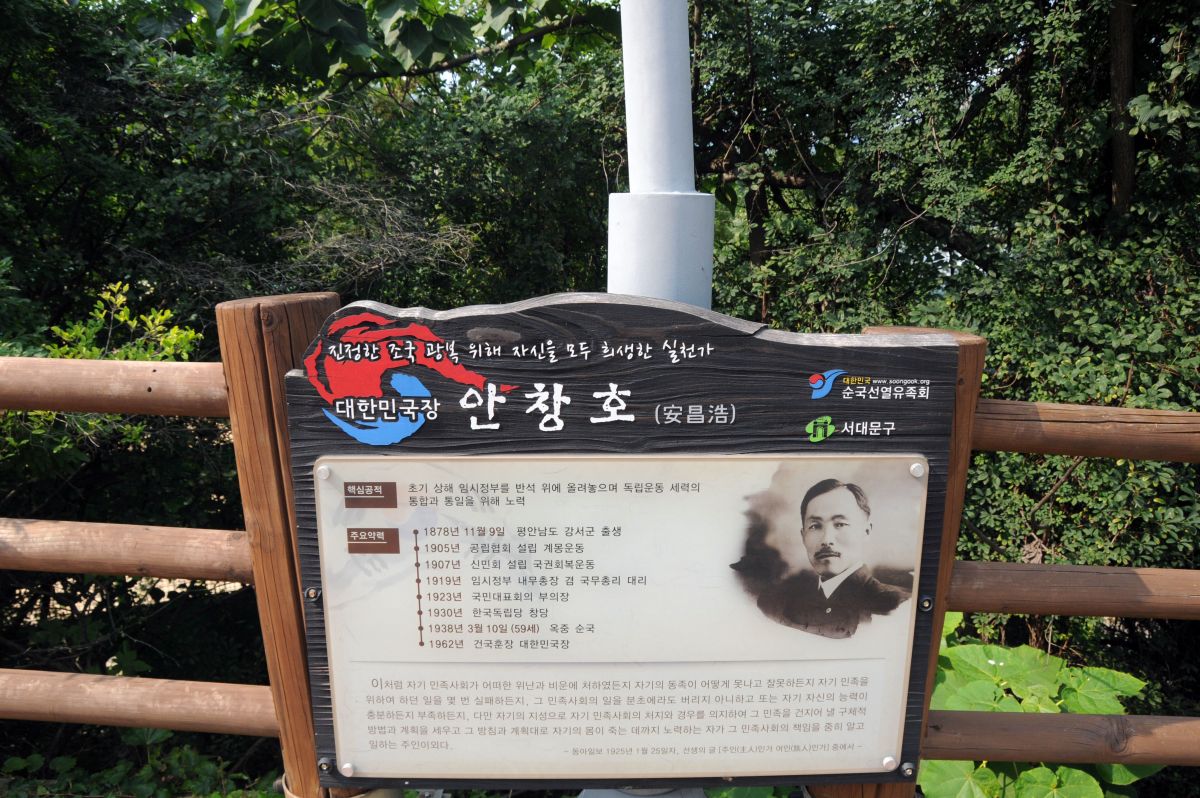 진정한 조국 광복 위해 자신을 모두 희생한 실천가
대한민국장 안창호 (安昌浩)
대한민국 www.soongook.org
순국선열유족회
서대문구
핵심공적
초기 상해 임시정부를 반석 위에 올려놓으며 독립운동 세력의
통합과 통일을 위해 노력
주요약력
1878년 11월 9일 평안남도 강서군 출생
1905년 공립협회 설립 계몽운동
1907년 신민회 설립 국권회복운동
1919년 임시정부 내무총장 겸 국무총리 대리
1923년 국민대표회의 부의장
1930년 한국독립당 창당
1938년 3월 10일 (59세) 옥중 순국
1962년 건국훈장 대한민국장
이처럼 자기 민족사회가 어떠한 위난과 비운에 처하였든지 자기의 동족이 어떻게 못나고 잘못하든지 자기 민족을
위하여 하던 일을 몇 번 실패하든지, 그 민족사회의 일을 분초에라도 버리지 아니하고 또는 자기 자신의 능력이
충분하든지 부족하든지, 다만 자기의 지성으로 자기 민족사회의 처지와 경우를 의지하여 그 민족을 건지어 낼 구체적
방법과 계획을 세우고 그 방침과 계획대로 자기의 몸이 죽는 데까지 노력하는 자가 그 민족사회의 책임을 중히 알고
일하는 주인이외다.
- 동아일보 1925년 1월 25일자, 선생의 글 [주인(主人)인가 여인(旅人)인가] 중에서 -